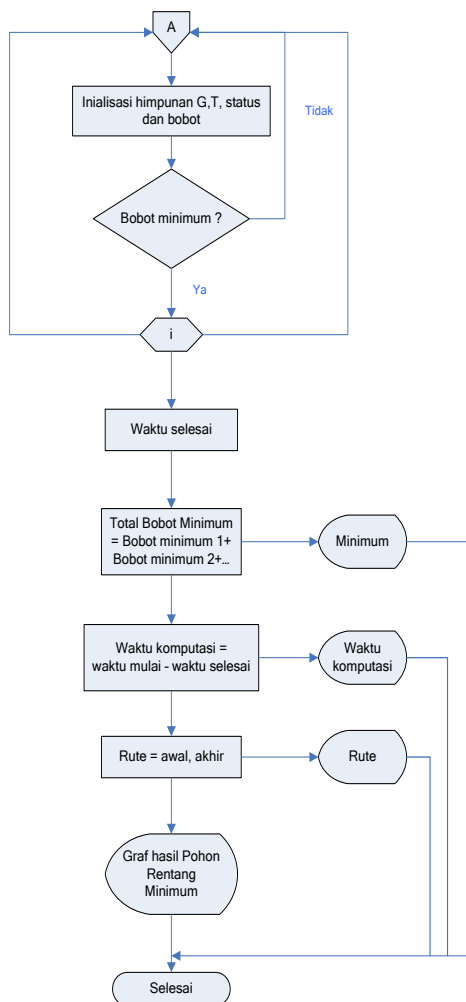 A
Inialisasi himpunan G,T, status
dan bobot
Tidak
Bobot minimum ?
Ya
i
Waktu selesai
Total Bobot Minimum
= Bobot minimum 1+
Bobot minimum 2+...
Minimum
Waktu komputasi =
waktu mulai - waktu selesai
Waktu
komputasi
Rute = awal, akhir
Rute
Graf hasil Pohon
Rentang
Minimum
Selesai